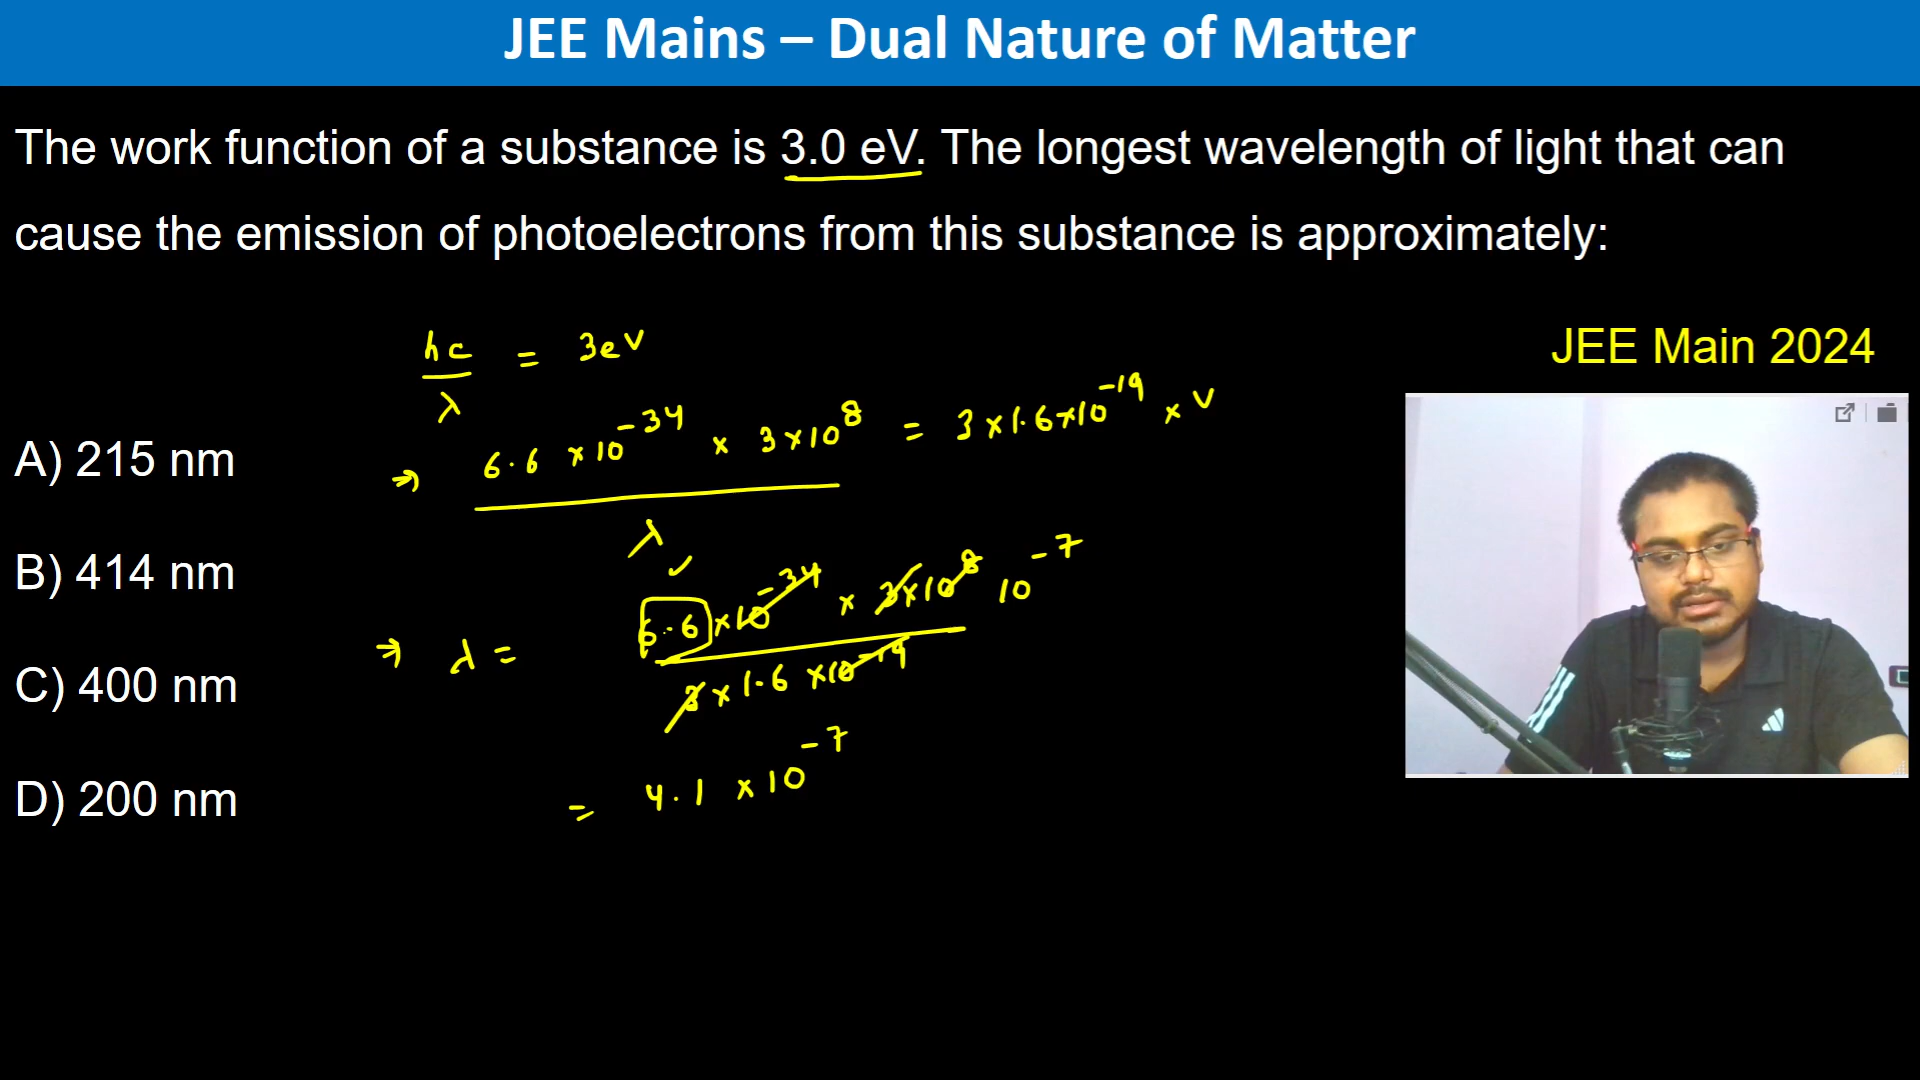 JEE Mains – Dual Nature of Matter
The work function of a substance is 3.0 eV. The longest wavelength of light that can
cause the emission of photoelectrons from this substance is approximately:
JEE Main 2024
hc/λ = 3eV
A) 215 nm
⇒ 6.6 × 10^-34 × 3×10^8 / λ = 3×1.6×10^-19 × V
B) 414 nm
C) 400 nm
⇒ λ = 6.6×10^-34 × 3×10^8 / 3×1.6×10^-19 10^-7
D) 200 nm
= 4.1 × 10^-7